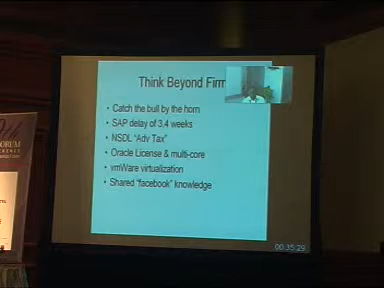 Think Beyond Firm
• Catch the bull by the horn
• SAP delay of 3,4 weeks
• NSDL "Adv Tax"
• Oracle License & multi-core
• vmWare virtualization
• Shared "facebook" knowledge
ORUM
00:35:29